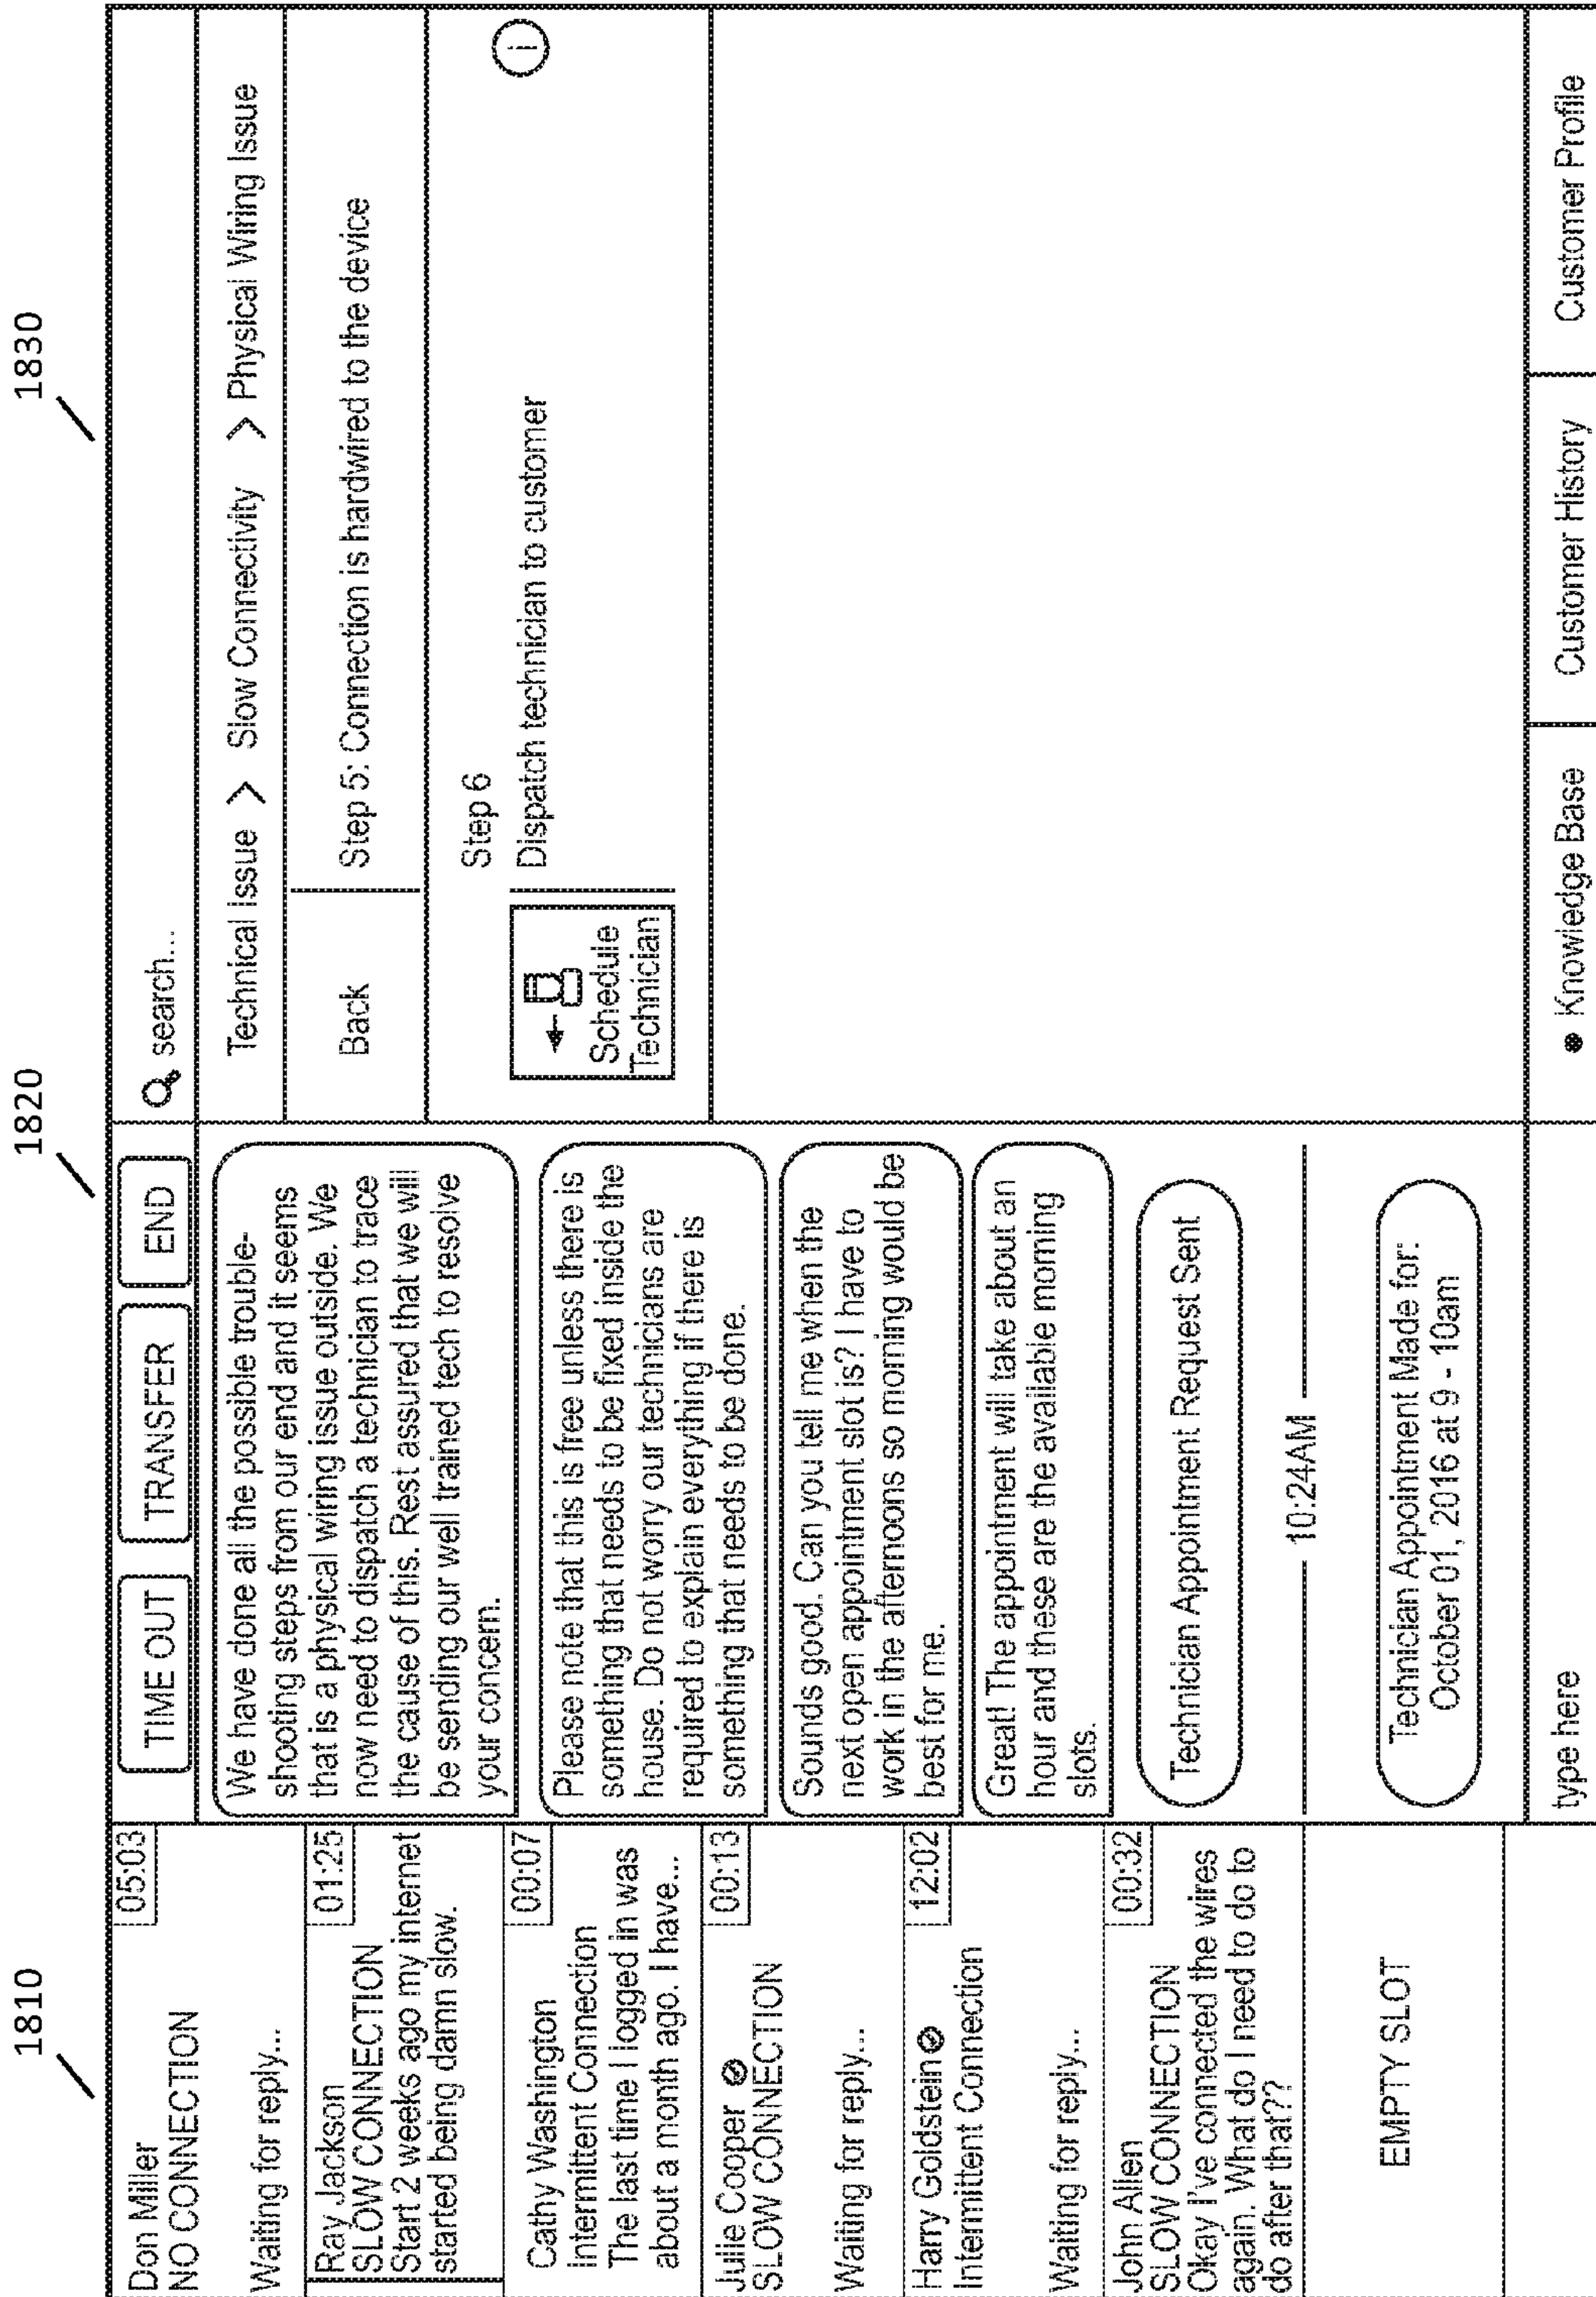 1810
1820
1830
Don Miller
05:03
NO CONNECTION
Waiting for reply...
Ray Jackson
01:25
SLOW CONNECTION
Start 2 weeks ago my internet
started being damn slow.
Cathy Washington
00:07
Intermittent Connection
The last time I logged in was
about a month ago. I have...
Julie Cooper
00:13
SLOW CONNECTION
Waiting for reply...
Harry Goldstein
12:02
Intermittent Connection
Waiting for reply...
John Allen
00:32
SLOW CONNECTION
Okay I've connected the wires
again. What do I need to do to
do after that??
EMPTY SLOT
TIME OUT
TRANSFER
END
We have done all the possible trouble-
shooting steps from our end and it seems
that is a physical wiring issue outside. We
now need to dispatch a technician to trace
the cause of this. Rest assured that we will
be sending our well trained tech to resolve
your concern.
Please note that this is free unless there is
something that needs to be fixed inside the
house. Do not worry our technicians are
required to explain everything if there is
something that needs to be done.
Sounds good. Can you tell me when the
next open appointment slot is? I have to
work in the afternoons so morning would be
best for me.
Great! The appointment will take about an
hour and these are the available morning
slots.
Technician Appointment Request Sent
10:24AM
Technician Appointment Made for:
October 01, 2016 at 9 - 10am
type here
search...
Technical Issue > Slow Connectivity > Physical Wiring Issue
Back
Step 5: Connection is hardwired to the device
Step 6
Schedule
Technician
Dispatch technician to customer
i
Knowledge Base
Customer History
Customer Profile